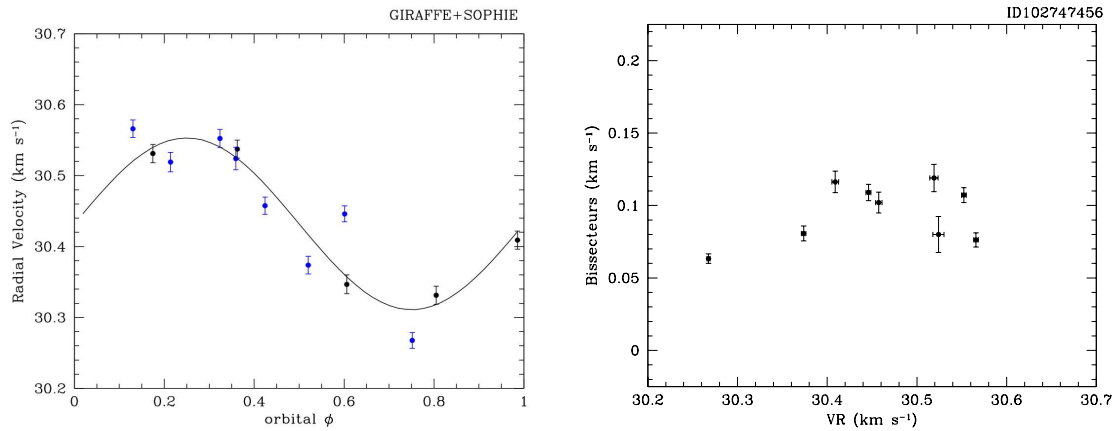 GIRAFFE+SOPHIE
30.7
30.6
30.5
30.4
30.3
30.2
Radial Velocity (km s⁻¹)
0 0.2 0.4 0.6 0.8 1
orbital ϕ
ID102747456
0.2
0.15
0.1
0.05
0
Bissecteurs (km s⁻¹)
30.2 30.3 30.4 30.5 30.6 30.7
VR (km s⁻¹)